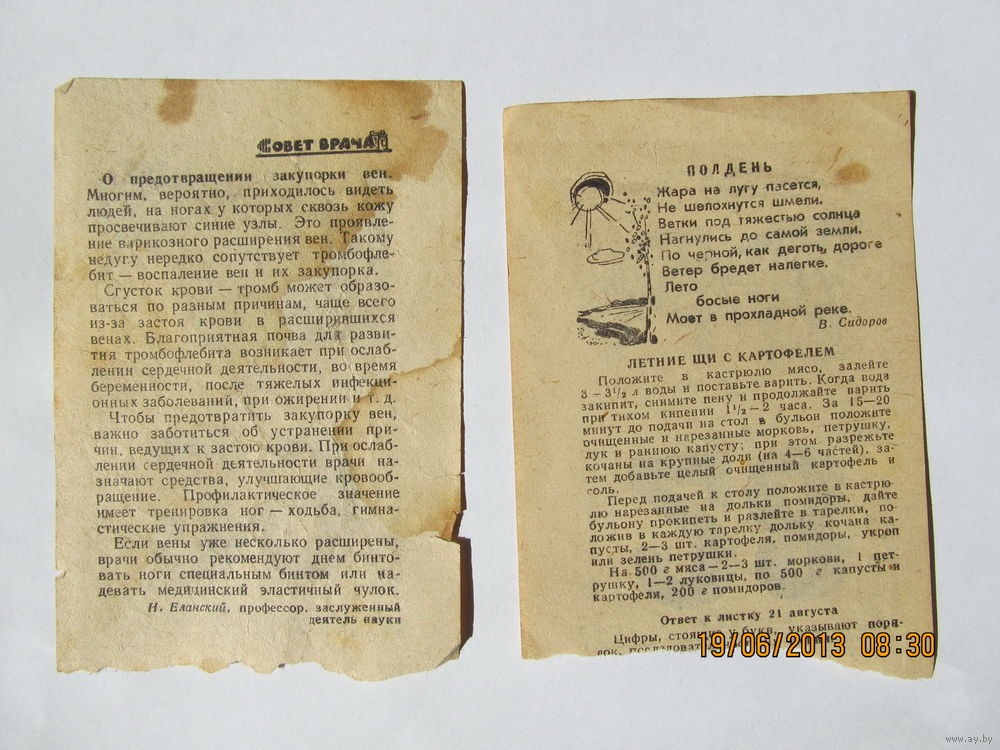 СОВЕТ ВРАЧА
О предотвращении закупорки вен.
Многим, вероятно, приходилось видеть
людей, на ногах у которых сквозь кожу
просвечивают синие узлы. Это проявле-
ние варикозного расширения вен. Такому
недугу нередко сопутствует тромбофле-
бит — воспаление вен и их закупорка.
Сгусток крови — тромб может образо-
ваться по разным причинам, чаще всего
из-за застоя крови в расширившихся
венах. Благоприятная почва для разви-
тия тромбофлебита возникает при ослаб-
лении сердечной деятельности, во время
беременности, после тяжелых инфекци-
онных заболеваний, при ожирении и т. д.
Чтобы предотвратить закупорку вен,
важно заботиться об устранении при-
чин, ведущих к застою крови. При ослаб-
лении сердечной деятельности врачи на-
значают средства, улучшающие кровооб-
ращение. Профилактическое значение
имеет тренировка ног — ходьба, гимна-
стические упражнения.
Если вены уже несколько расширены,
врачи обычно рекомендуют днем бинто-
вать ноги специальным бинтом или на-
девать медицинский эластичный чулок.
Н. Еланский, профессор, заслуженный
деятель науки
ПОЛДЕНЬ
Жара на лугу пасется,
Не шелохнутся шмели.
Ветки под тяжестью солнца
Нагнулись до самой земли.
По черной, как деготь, дороге
Ветер бредет налегке.
Лето
босые ноги
Моет в прохладной реке.
В. Сидоров
ЛЕТНИЕ ЩИ С КАРТОФЕЛЕМ
Положите в кастрюлю мясо, залейте
3 – 3¹/₂ л воды и поставьте варить. Когда вода
закипит, снимите пену и продолжайте варить
при тихом кипении 1¹/₂ – 2 часа. За 15—20
минут до подачи на стол в бульон положите
очищенные и нарезанные морковь, петрушку,
лук и раннюю капусту; при этом разрежьте
кочаны на крупные доли (на 4—6 частей), за-
тем добавьте целый очищенный картофель и
соль.
Перед подачей к столу положите в кастрю-
лю нарезанные на дольки помидоры, дайте
бульону прокипеть и разлейте в тарелки, по-
ложив в каждую тарелку дольку кочана ка-
пусты, 2—3 шт. картофеля, помидоры, укроп
или зелень петрушки.
На 500 г мяса — 2—3 шт. моркови, 1 пет-
рушку, 1—2 луковицы, по 500 г капусты и
картофеля, 200 г помидоров.
Ответ к листку 21 августа
Цифры, стоящие у букв, указывают поря-
док,
19/06/2013 08:30
www.ay.by